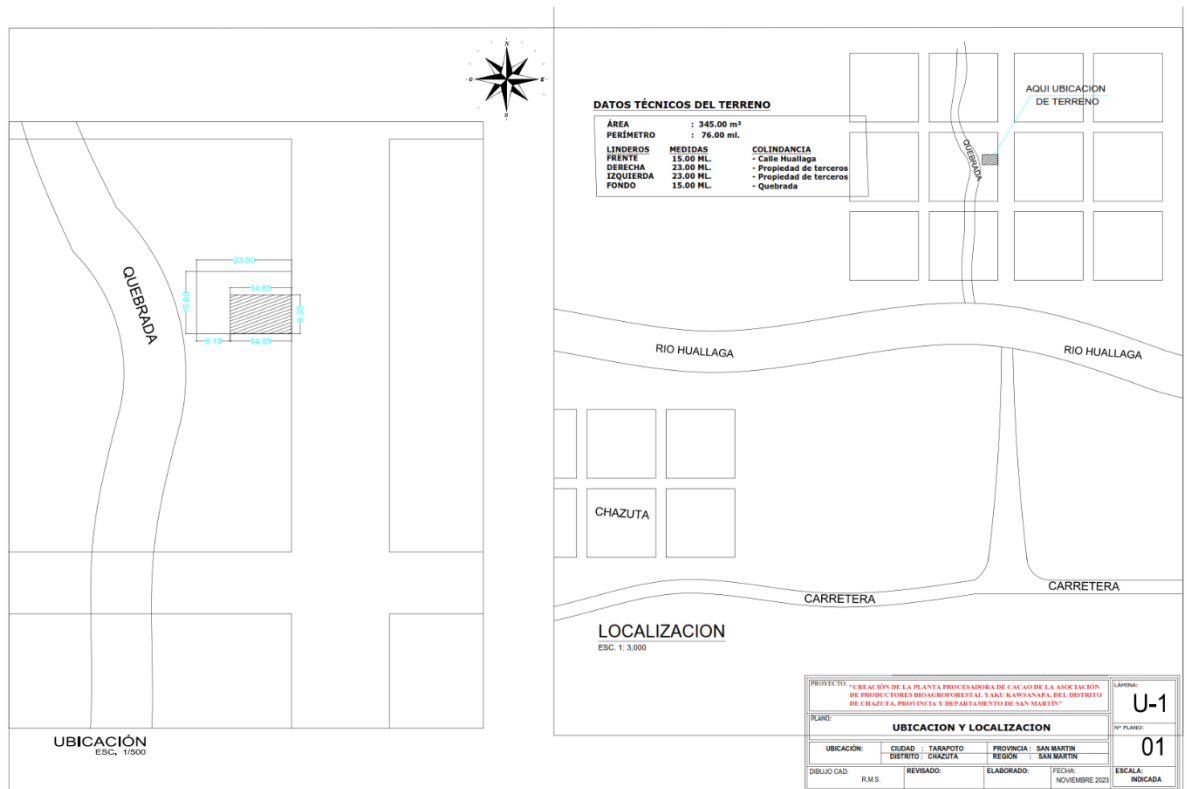 N
O
E
S
DATOS TÉCNICOS DEL TERRENO
ÁREA : 345.00 m²
PERÍMETRO : 76.00 ml.
LINDEROS MEDIDAS COLINDANCIA
FRENTE 15.00 ML. - Calle Huallaga
DERECHA 23.00 ML. - Propiedad de terceros
IZQUIERDA 23.00 ML. - Propiedad de terceros
FONDO 15.00 ML. - Quebrada
AQUI UBICACION
DE TERRENO
QUEBRADA
QUEBRADA
23.00
14.85
15.00
9.35
8.15
14.85
RIO HUALLAGA
RIO HUALLAGA
CHAZUTA
CARRETERA
CARRETERA
LOCALIZACION
ESC. 1: 3,000
UBICACIÓN
ESC, 1/500
PROYECTO: "CREACIÓN DE LA PLANTA PROCESADORA DE CACAO DE LA ASOCIACIÓN
DE PRODUCTORES BIOAGROFORESTAL YAKU KAWSANAPA, DEL DISTRITO
DE CHAZUTA, PROVINCIA Y DEPARTAMENTO DE SAN MARTÍN"
PLANO:
UBICACION Y LOCALIZACION
UBICACIÓN: CIUDAD : TARAPOTO PROVINCIA : SAN MARTIN
DISTRITO : CHAZUTA REGIÓN : SAN MARTIN
DIBUJO CAD: R.M.S. REVISADO: ELABORADO: FECHA: NOVIEMBRE 2023
LÁMINA:
U-1
Nº PLANO:
01
ESCALA:
INDICADA